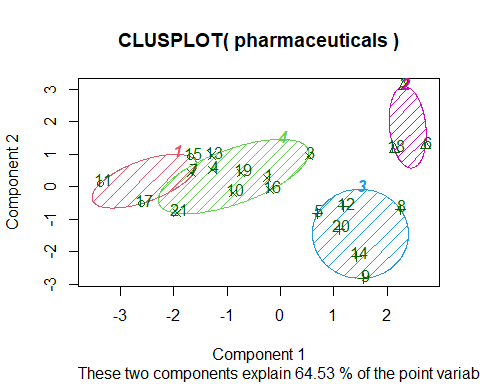 CLUSPLOT( pharmaceuticals )
Component 2
3
2
1
0
-1
-2
-3
2
4
1
15 13 3 18 6
7 4
11 19 1
17 10 16
21
3
5 12 8
20
14
9
-3 -2 -1 0 1 2
Component 1
These two components explain 64.53 % of the point variab